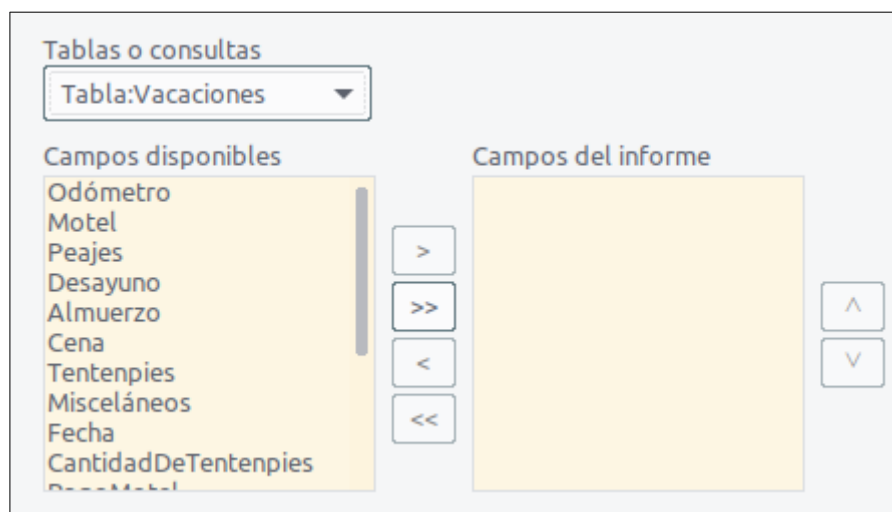 Tablas o consultas
Tabla:Vacaciones
Campos disponibles
Campos del informe
Odómetro
Motel
Peajes
Desayuno
Almuerzo
Cena
Tentenpies
Misceláneos
Fecha
CantidadDeTentenpies
>
>>
<
<<